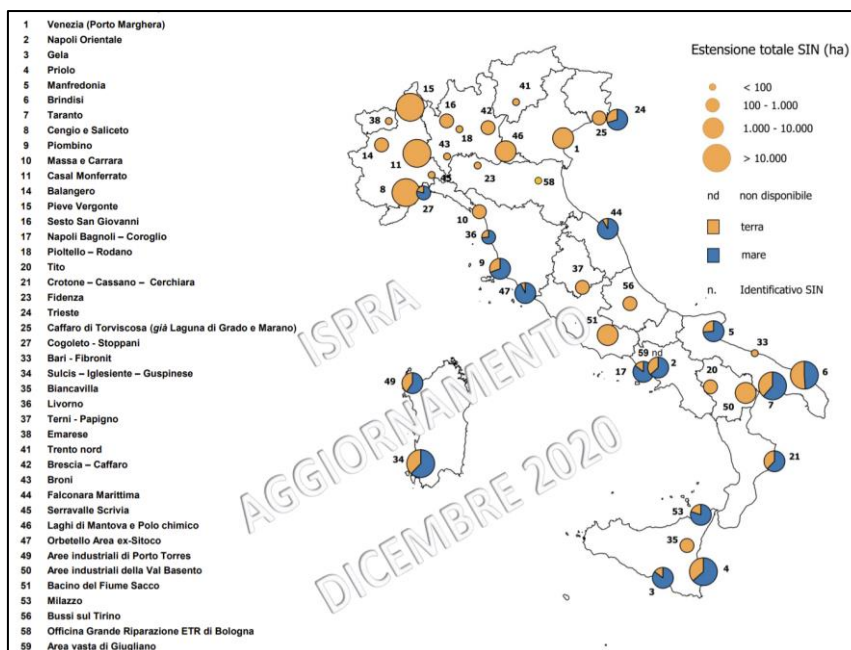 1 Venezia (Porto Marghera)
2 Napoli Orientale
3 Gela
4 Priolo
5 Manfredonia
6 Brindisi
7 Taranto
8 Cengio e Saliceto
9 Piombino
10 Massa e Carrara
11 Casal Monferrato
14 Balangero
15 Pieve Vergonte
16 Sesto San Giovanni
17 Napoli Bagnoli – Coroglio
18 Pioltello – Rodano
20 Tito
21 Crotone – Cassano – Cerchiara
23 Fidenza
24 Trieste
25 Caffaro di Torviscosa (già Laguna di Grado e Marano)
27 Cogoleto - Stoppani
33 Bari - Fibronit
34 Sulcis – Iglesiente – Guspinese
35 Biancavilla
36 Livorno
37 Terni - Papigno
38 Emarese
41 Trento nord
42 Brescia – Caffaro
43 Broni
44 Falconara Marittima
45 Serravalle Scrivia
46 Laghi di Mantova e Polo chimico
47 Orbetello Area ex-Sitoco
49 Aree industriali di Porto Torres
50 Aree industriali della Val Basento
51 Bacino del Fiume Sacco
53 Milazzo
56 Bussi sul Tirino
58 Officina Grande Riparazione ETR di Bologna
59 Area vasta di Giugliano
Estensione totale SIN (ha)
< 100
100 - 1.000
1.000 - 10.000
> 10.000
nd non disponibile
terra
mare
n. Identificativo SIN
15
41
38
16
42
24
18
25
14
11
43
46
1
45
23
58
8
27
10
44
36
9
37
47
56
51
5
33
59 nd
2
17
20
6
50
7
49
34
21
53
35
4
3
ISPRA
AGGIORNAMENTO
DICEMBRE 2020